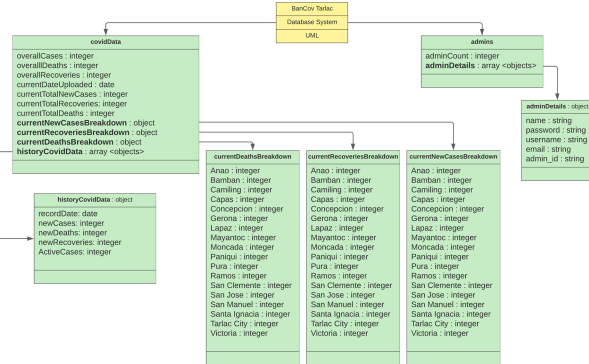 BanCov Tarlac
Database System
UML
covidData
overallCases : integer
overalllDeaths : integer
overallRecoveries : integer
currentDateUploaded : date
currentTotalNewCases : integer
currentTotalRecoveries: integer
currentTotalDeaths : integer
currentNewCasesBreakdown : object
currentRecoveriesBreakdown : object
currentDeathsBreakdown : object
historyCovidData : array <objects>
admins
adminCount : integer
adminDetails : array <objects>
adminDetails : object
name : string
password : string
username : string
email : string
admin_id : string
historyCovidData : object
recordDate: date
newCases: integer
newDeaths: integer
newRecoveries: integer
ActiveCases: integer
currentDeathsBreakdown
Anao : integer
Bamban : integer
Camiling : integer
Capas : integer
Concepcion : integer
Gerona : integer
Lapaz : integer
Mayantoc : integer
Moncada : integer
Paniqui : integer
Pura : integer
Ramos : integer
San Clemente : integer
San Jose : integer
San Manuel : integer
Santa Ignacia : integer
Tarlac City : integer
Victoria : integer
currentRecoveriesBreakdown
Anao : integer
Bamban : integer
Camiling : integer
Capas : integer
Concepcion : integer
Gerona : integer
Lapaz : integer
Mayantoc : integer
Moncada : integer
Paniqui : integer
Pura : integer
Ramos : integer
San Clemente : integer
San Jose : integer
San Manuel : integer
Santa Ignacia : integer
Tarlac City : integer
Victoria : integer
currentNewCasesBreakdown
Anao : integer
Bamban : integer
Camiling : integer
Capas : integer
Concepcion : integer
Gerona : integer
Lapaz : integer
Mayantoc : integer
Moncada : integer
Paniqui : integer
Pura : integer
Ramos : integer
San Clemente : integer
San Jose : integer
San Manuel : integer
Santa Ignacia : integer
Tarlac City : integer
Victoria : integer